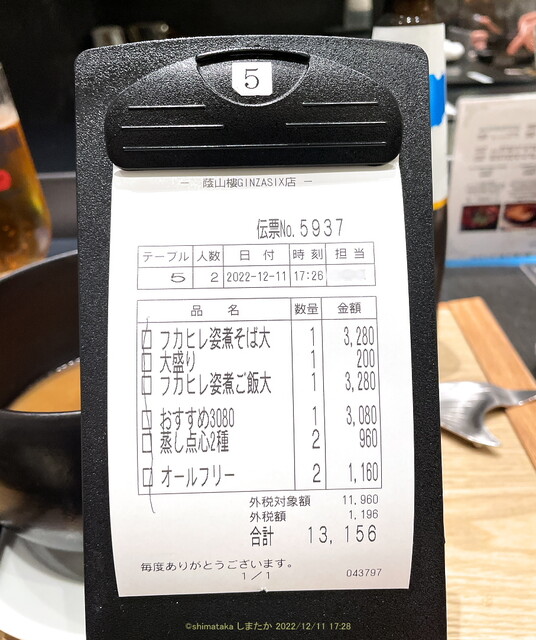 5
― 蔭山樓GINZASIX店 ―
伝票No.5937
テーブル 人数 日付 時刻 担当
5 2 2022-12-11 17:26
品名 数量 金額
□ フカヒレ姿煮そば大 1 3,280
□ 大盛り 1 200
□ フカヒレ姿煮ご飯大 1 3,280
□ おすすめ3080 1 3,080
□ 蒸し点心2種 2 960
□ オールフリー 2 1,160
外税対象額 11,960
外税額 1,196
合計 13,156
毎度ありがとうございます。
1/1 043797
©shimataka しまたか 2022/12/11 17:28